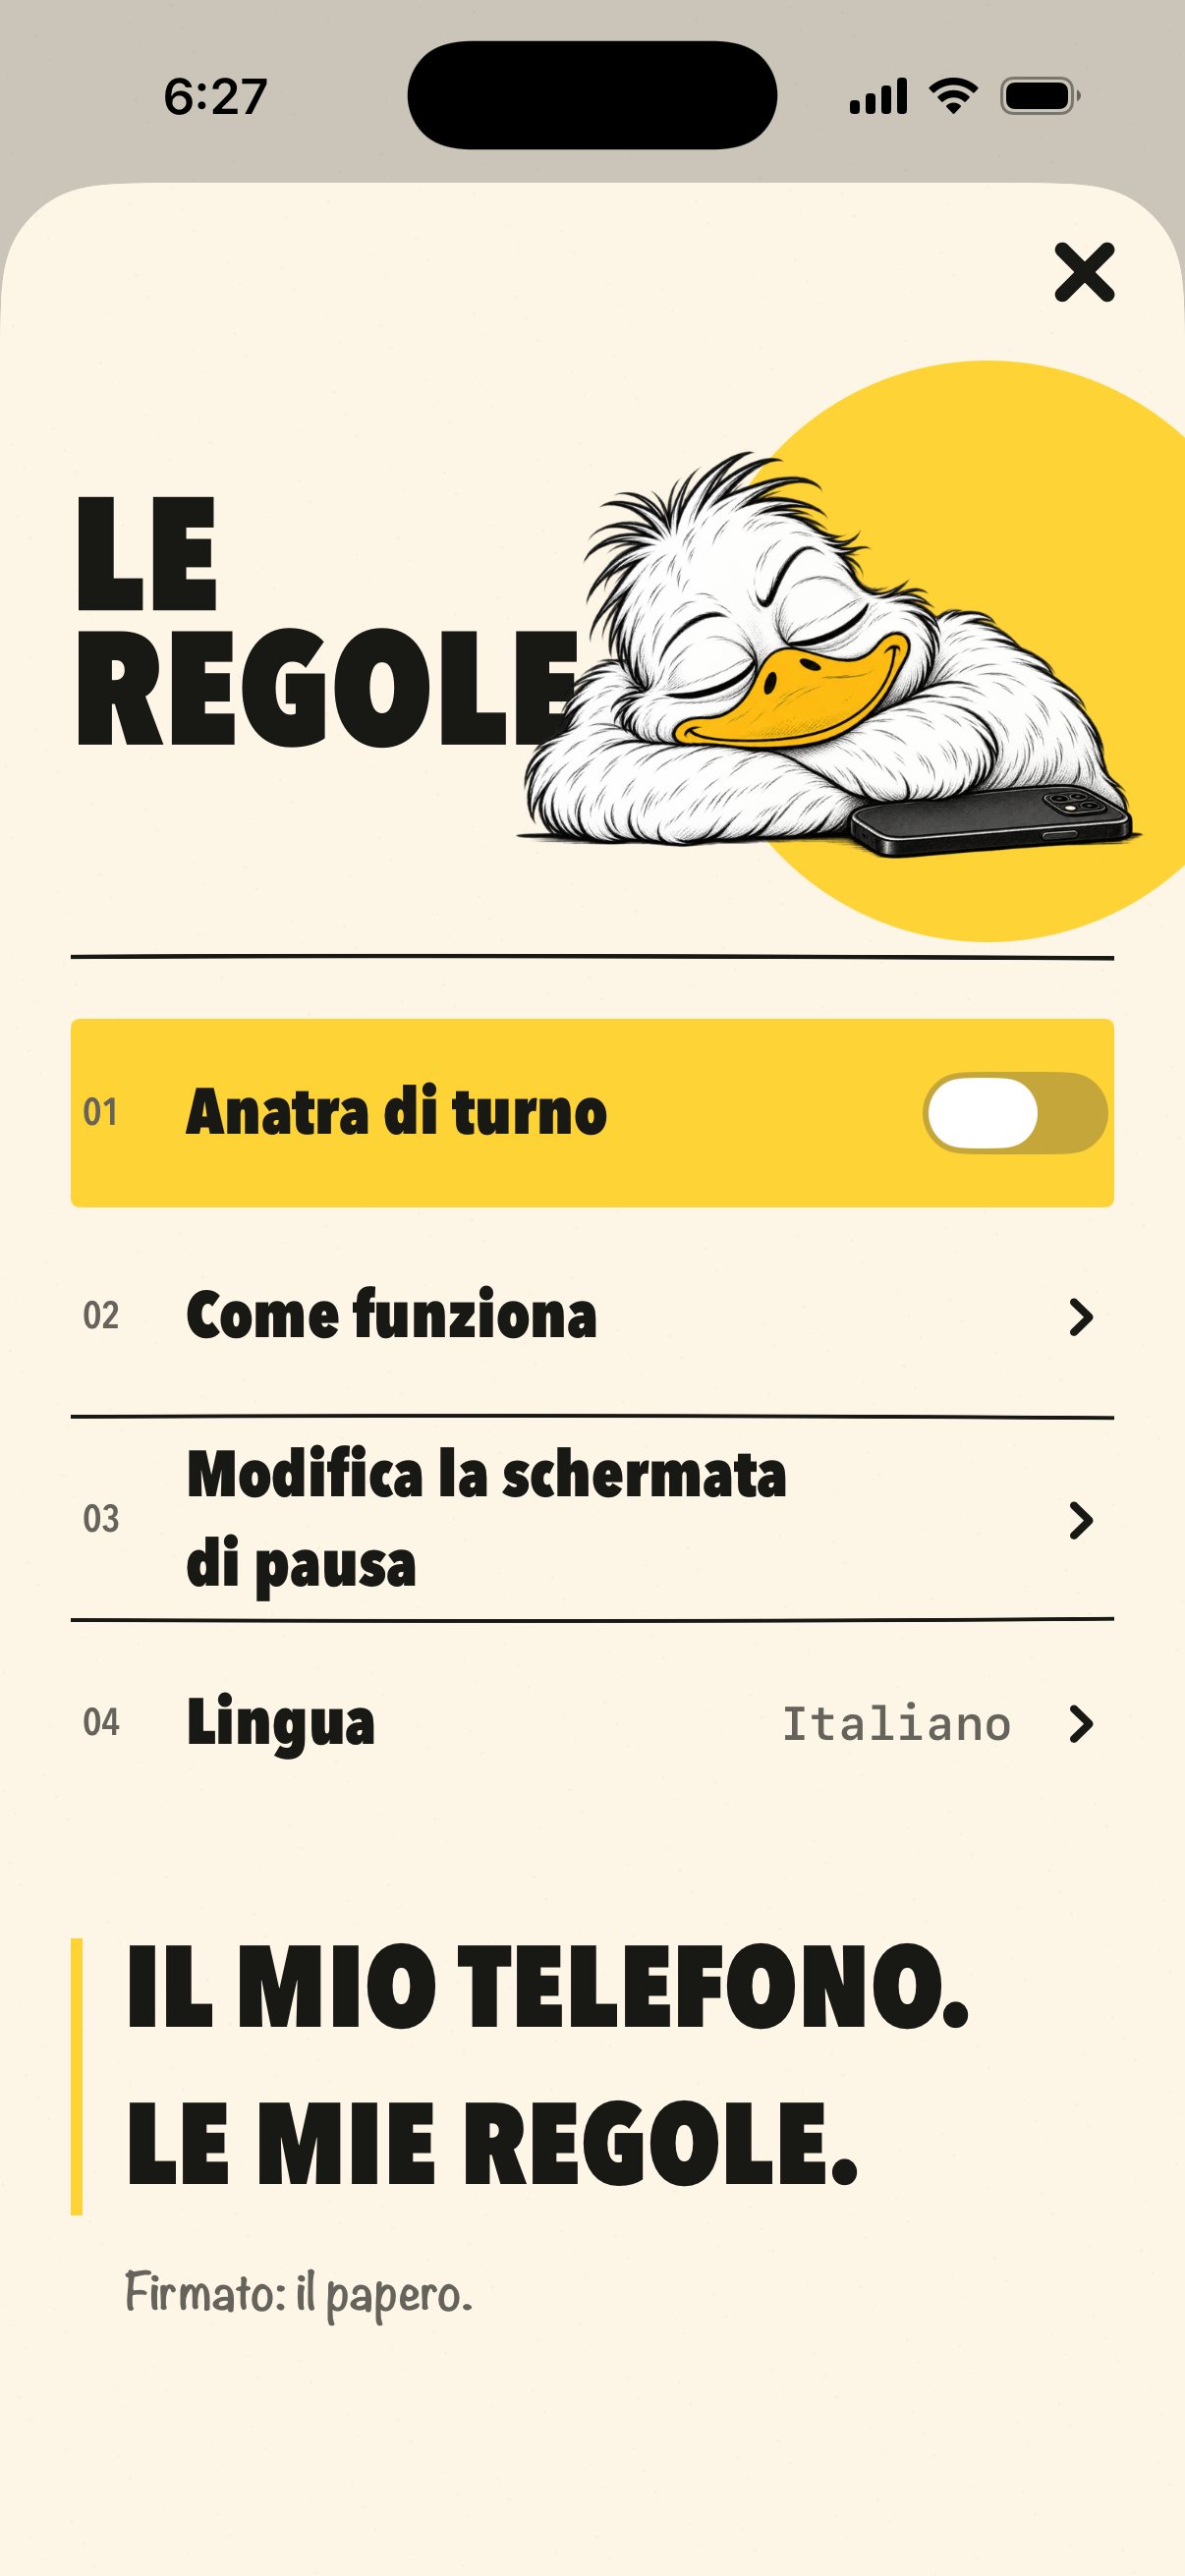 6:27
LE
REGOLE
01 Anatra di turno
02 Come funziona
03 Modifica la schermata
di pausa
04 Lingua Italiano
IL MIO TELEFONO.
LE MIE REGOLE.
Firmato: il papero.